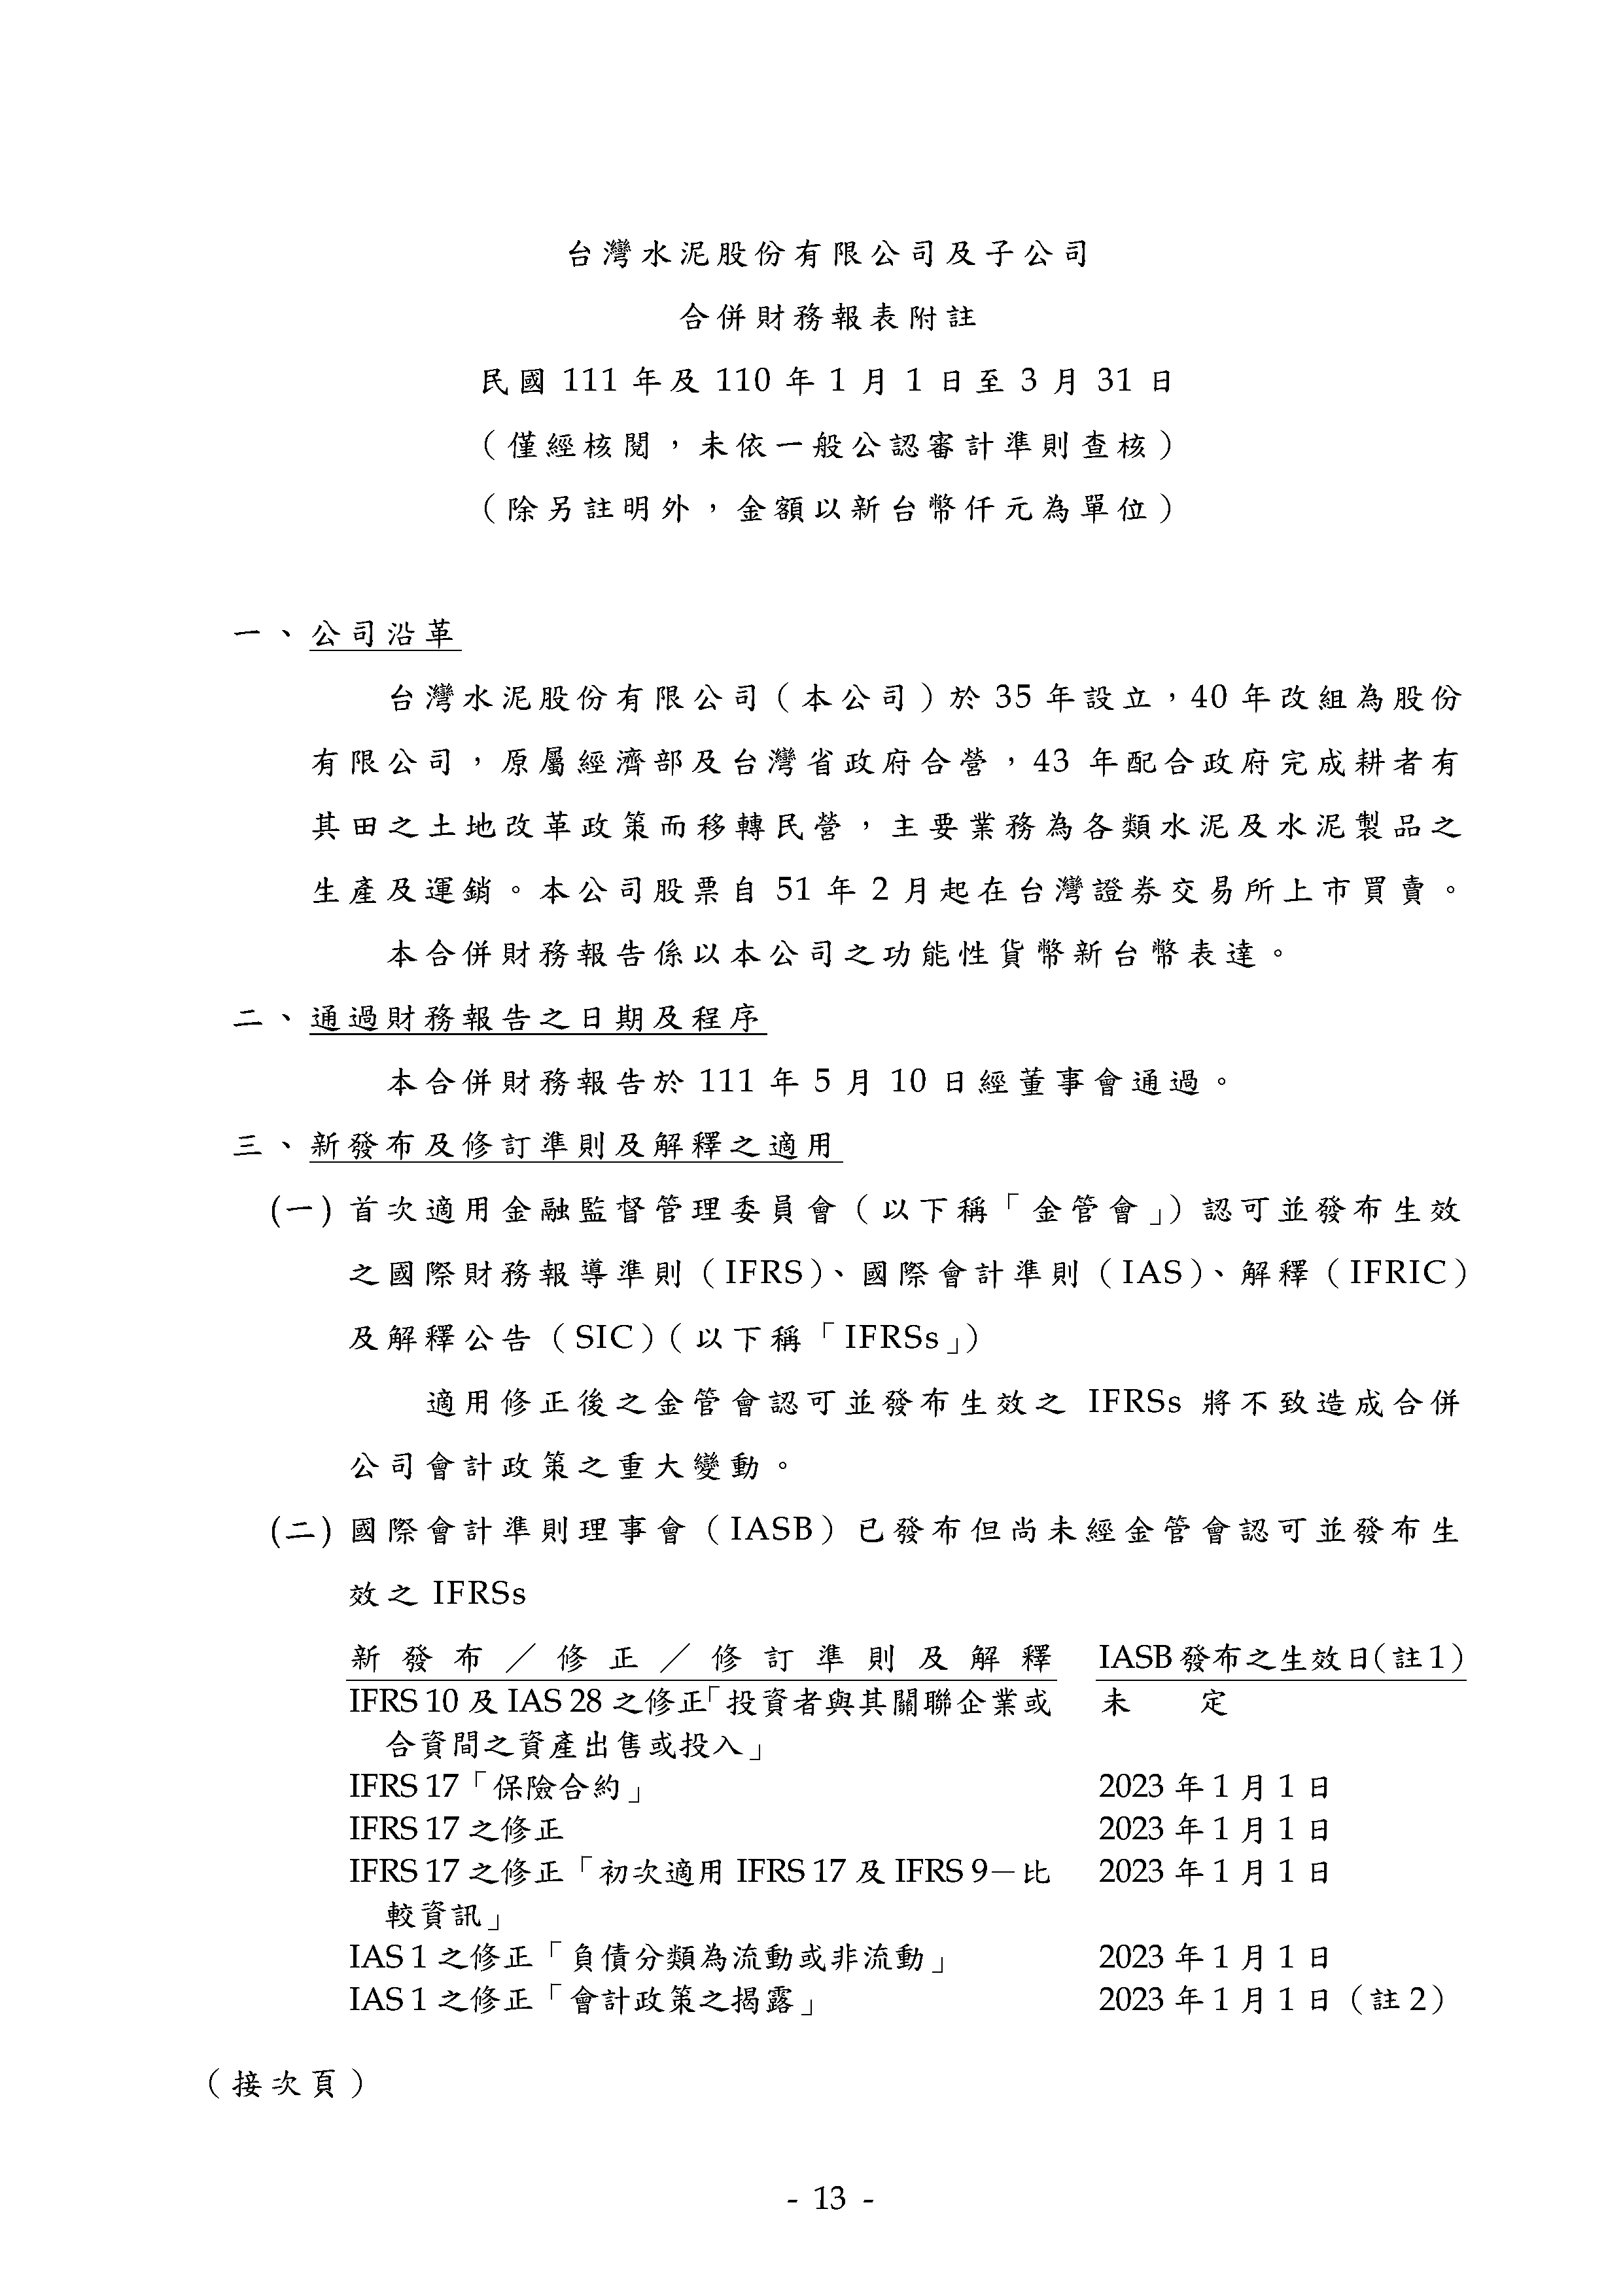 台灣水泥股份有限公司及子公司
合併財務報表附註
民國 111 年及 110 年 1 月 1 日至 3 月 31 日
（僅經核閱，未依一般公認審計準則查核）
（除另註明外，金額以新台幣仟元為單位）
一、公司沿革
台灣水泥股份有限公司（本公司）於 35 年設立，40 年改組為股份
有限公司，原屬經濟部及台灣省政府合營，43 年配合政府完成耕者有
其田之土地改革政策而移轉民營，主要業務為各類水泥及水泥製品之
生產及運銷。本公司股票自 51 年 2 月起在台灣證券交易所上市買賣。
本合併財務報告係以本公司之功能性貨幣新台幣表達。
二、通過財務報告之日期及程序
本合併財務報告於 111 年 5 月 10 日經董事會通過。
三、新發布及修訂準則及解釋之適用
(一) 首次適用金融監督管理委員會（以下稱「金管會」）認可並發布生效
之國際財務報導準則（IFRS）、國際會計準則（IAS）、解釋（IFRIC）
及解釋公告（SIC）（以下稱「IFRSs」）
適用修正後之金管會認可並發布生效之 IFRSs 將不致造成合併
公司會計政策之重大變動。
(二) 國際會計準則理事會（IASB）已發布但尚未經金管會認可並發布生
效之 IFRSs
新發布／修正／修訂準則及解釋 IASB 發布之生效日（註 1）
IFRS 10 及 IAS 28 之修正「投資者與其關聯企業或 未 定
合資間之資產出售或投入」
IFRS 17「保險合約」 2023 年 1 月 1 日
IFRS 17 之修正 2023 年 1 月 1 日
IFRS 17 之修正「初次適用 IFRS 17 及 IFRS 9－比 2023 年 1 月 1 日
較資訊」
IAS 1 之修正「負債分類為流動或非流動」 2023 年 1 月 1 日
IAS 1 之修正「會計政策之揭露」 2023 年 1 月 1 日（註 2）
（接次頁）
- 13 -